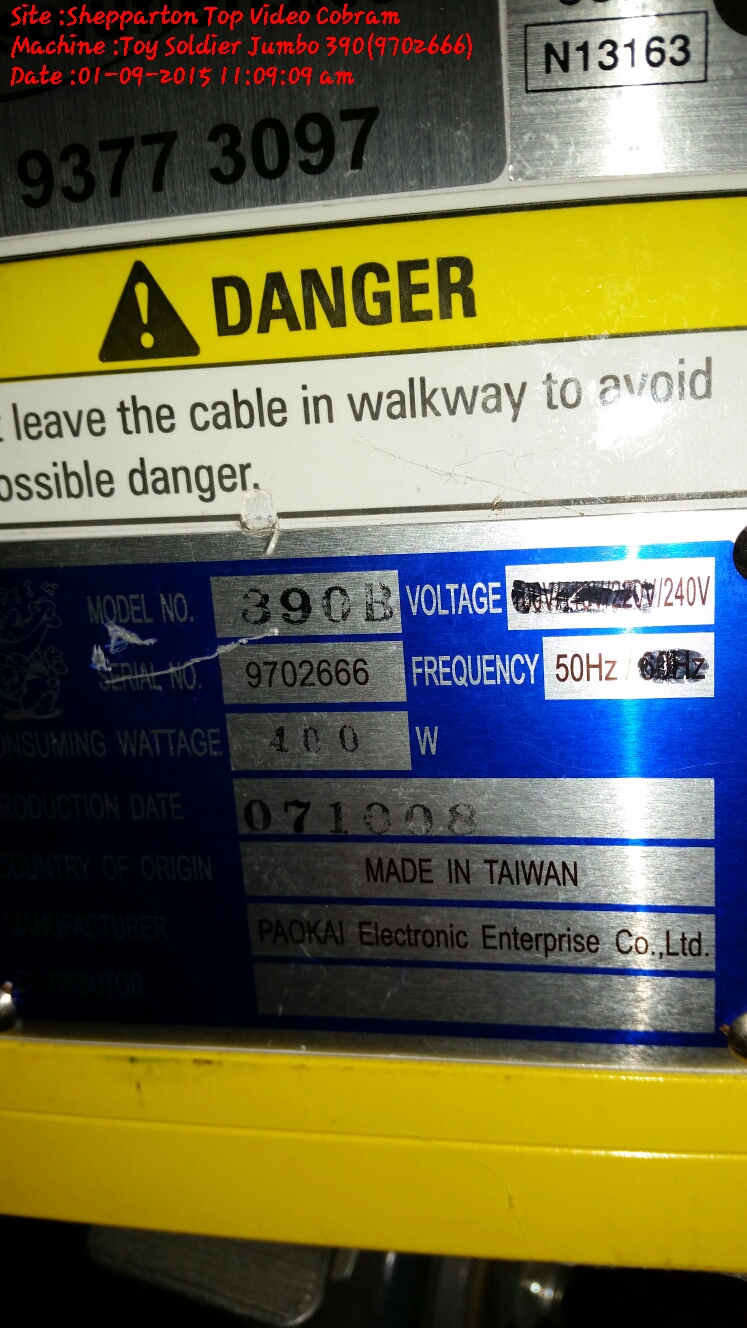 Site :Shepparton Top Video Cobram
Machine :Toy Soldier Jumbo 390(9702666)
Date :01-09-2015 11:09:09 am
N13163
9377 3097
DANGER
leave the cable in walkway to avoid
ossible danger.
MODEL NO. 390B VOLTAGE /220V/240V
SERIAL NO. 9702666 FREQUENCY 50Hz / 60Hz
ONSUMING WATTAGE 400 W
RODUCTION DATE 071008
COUNTRY OF ORIGIN MADE IN TAIWAN
MANUFACTURER PAOKAI Electronic Enterprise Co.,Ltd.
DISTRIBUTOR